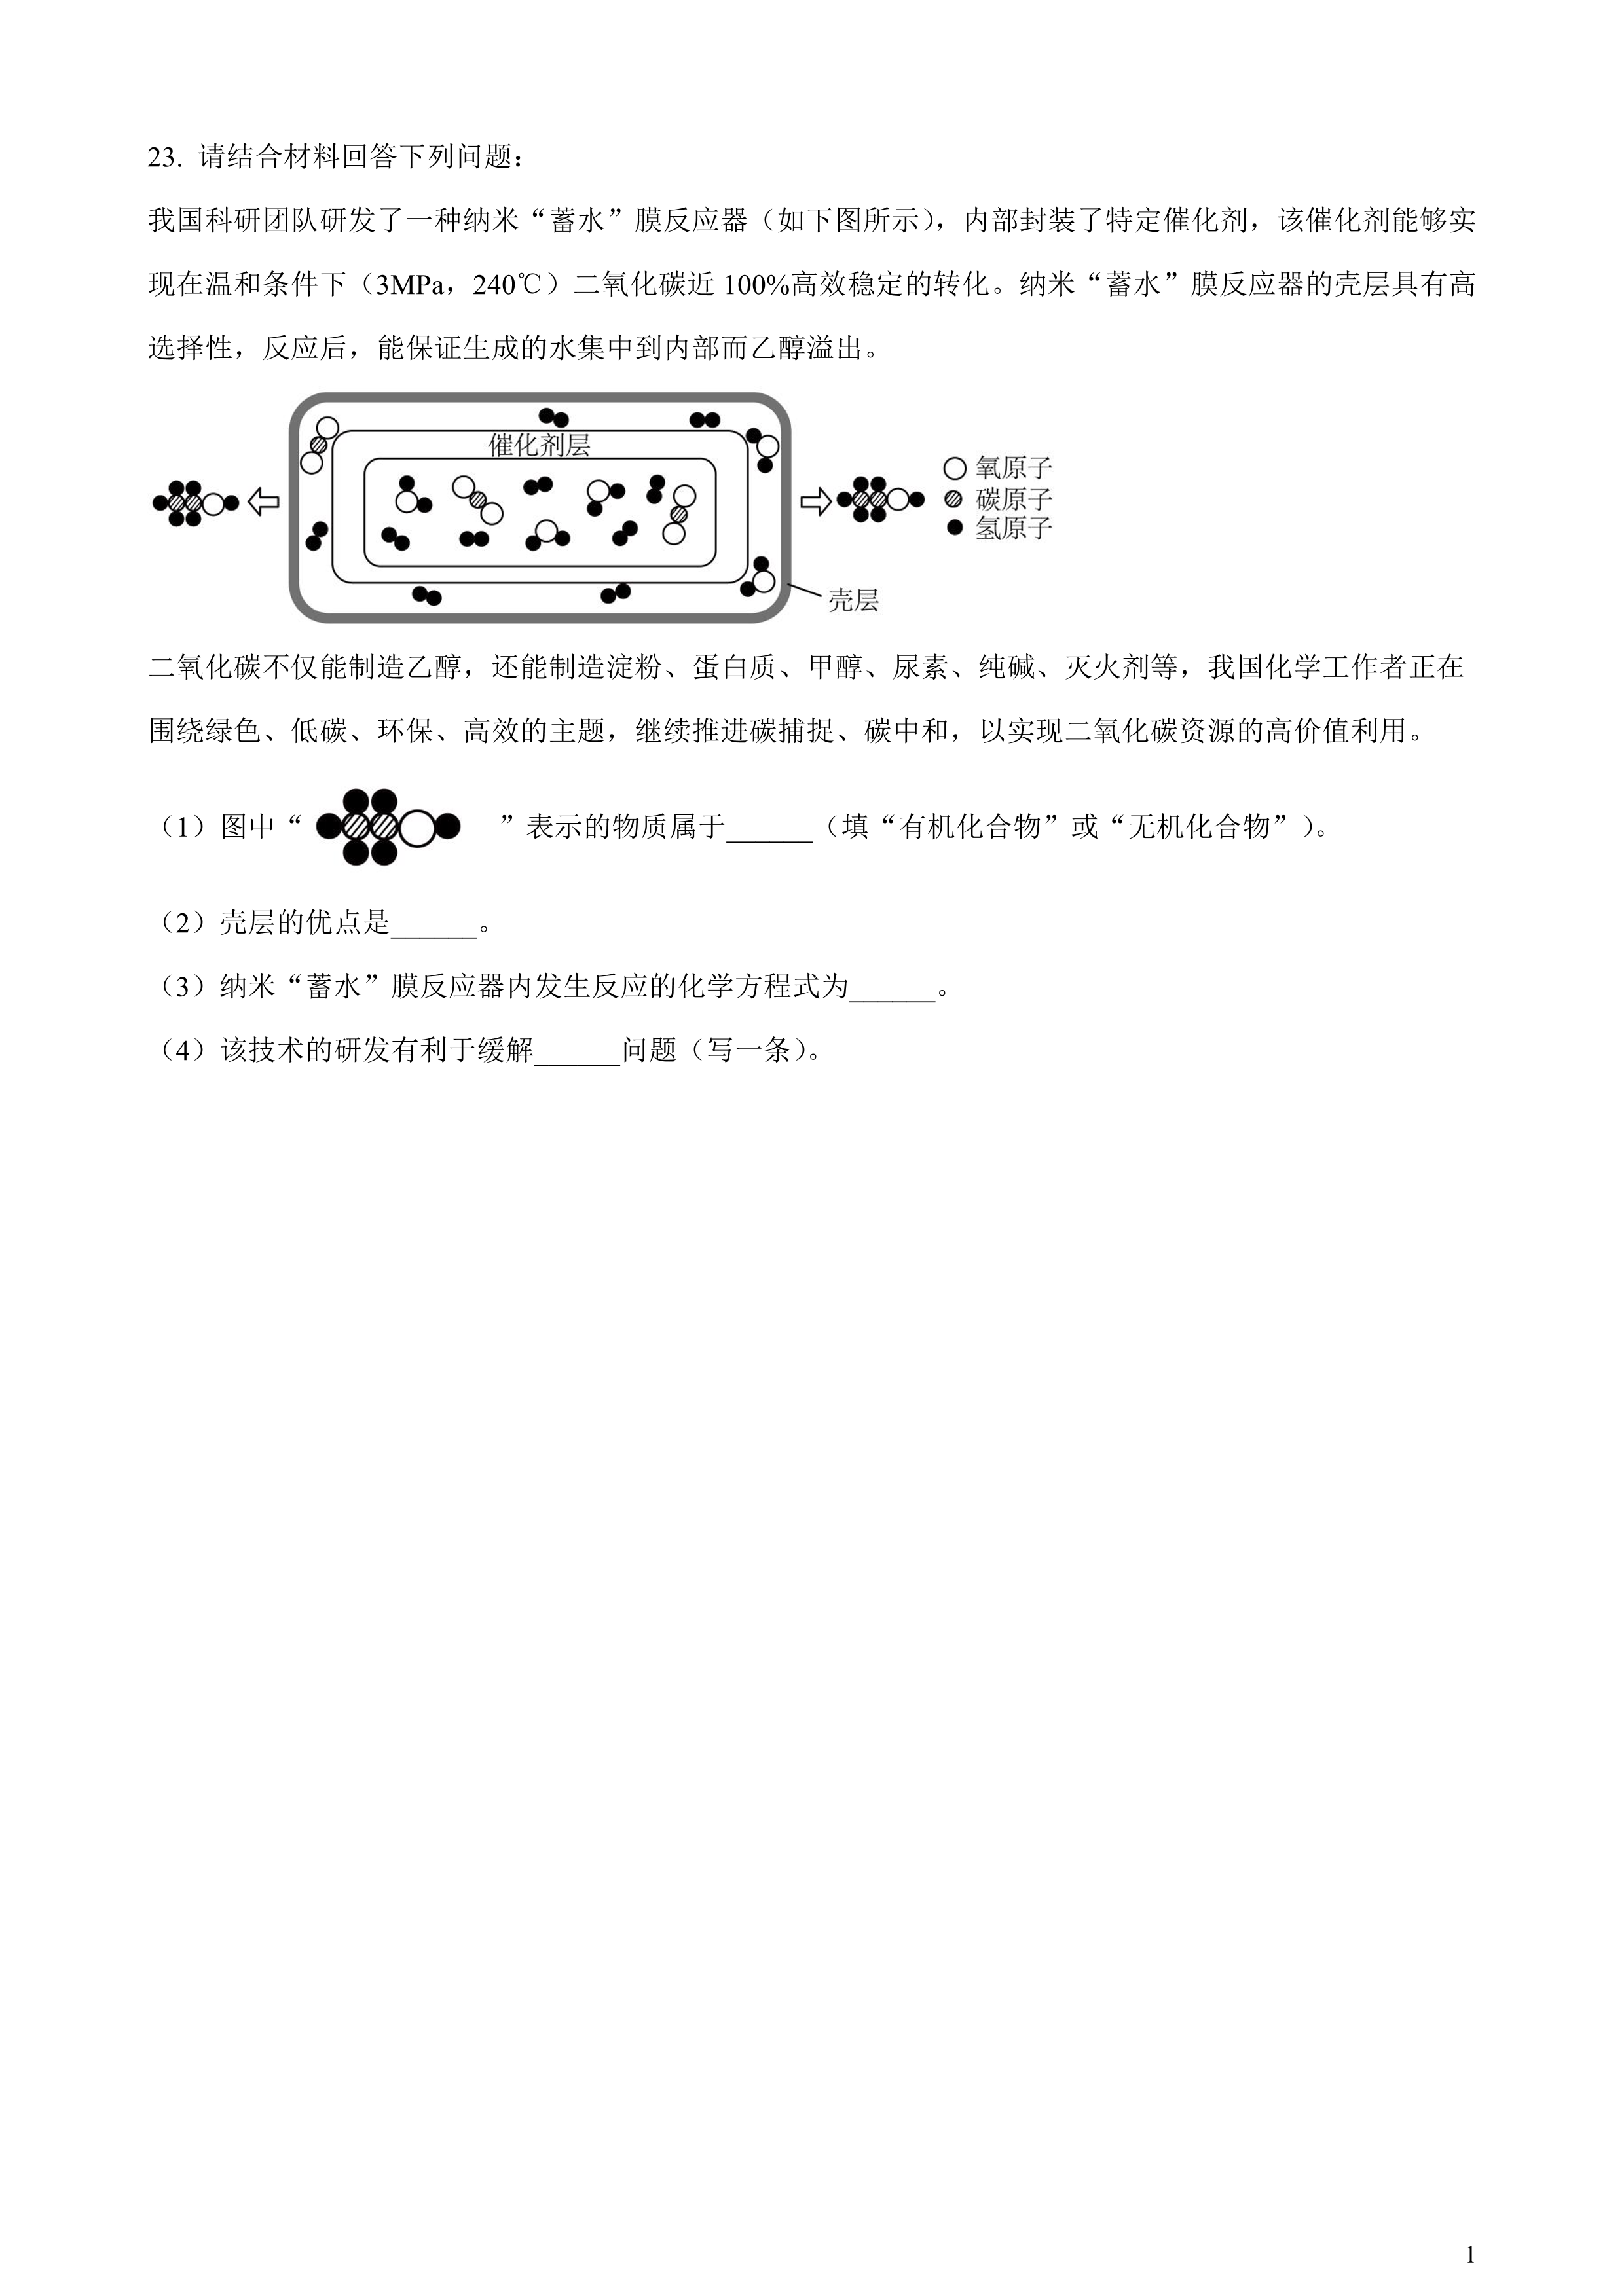 23. 请结合材料回答下列问题：
我国科研团队研发了一种纳米“蓄水”膜反应器（如下图所示），内部封装了特定催化剂，该催化剂能够实
现在温和条件下（3MPa，240℃）二氧化碳近 100%高效稳定的转化。纳米“蓄水”膜反应器的壳层具有高
选择性，反应后，能保证生成的水集中到内部而乙醇溢出。
催化剂层
氧原子
碳原子
氢原子
壳层
二氧化碳不仅能制造乙醇，还能制造淀粉、蛋白质、甲醇、尿素、纯碱、灭火剂等，我国化学工作者正在
围绕绿色、低碳、环保、高效的主题，继续推进碳捕捉、碳中和，以实现二氧化碳资源的高价值利用。
（1）图中“ ”表示的物质属于______（填“有机化合物”或“无机化合物”）。
（2）壳层的优点是______。
（3）纳米“蓄水”膜反应器内发生反应的化学方程式为______。
（4）该技术的研发有利于缓解______问题（写一条）。
1